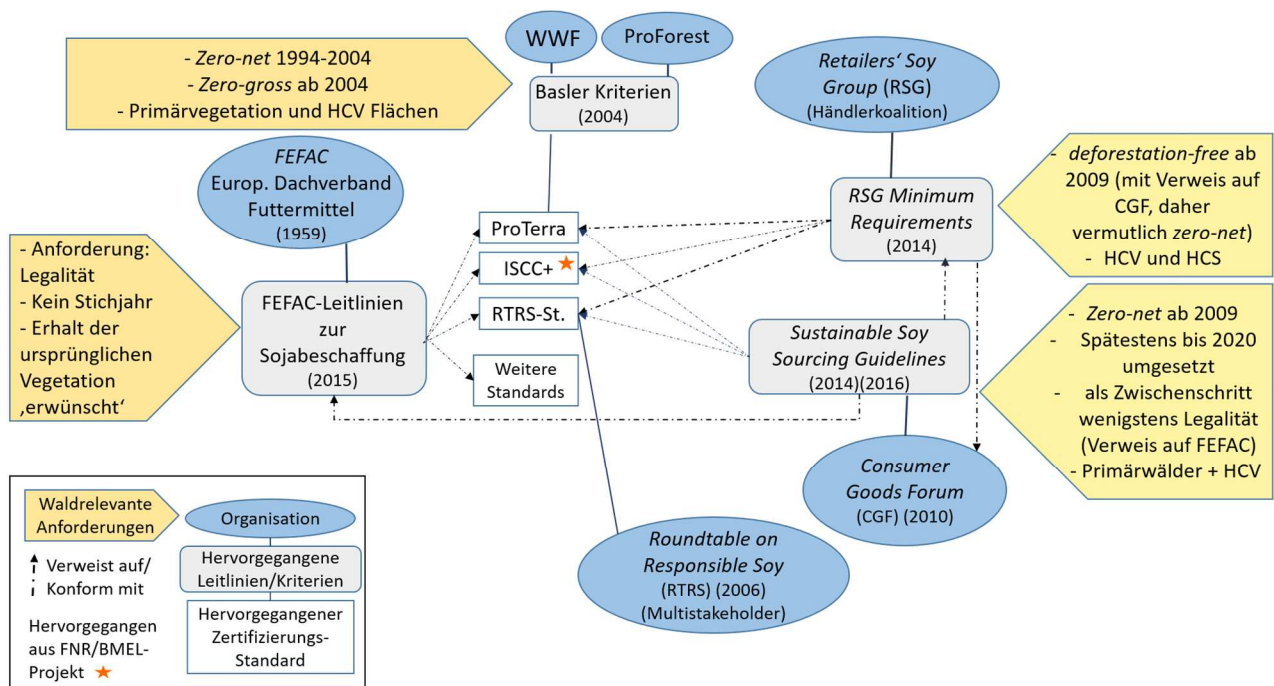 WWF
ProForest
- Zero-net 1994-2004
- Zero-gross ab 2004
- Primärvegetation und HCV Flächen
Basler Kriterien
(2004)
Retailers‘ Soy
Group (RSG)
(Händlerkoalition)
FEFAC
Europ. Dachverband
Futtermittel
(1959)
- deforestation-free ab
2009 (mit Verweis auf
CGF, daher
vermutlich zero-net)
- HCV und HCS
RSG Minimum
Requirements
(2014)
ProTerra
ISCC+
RTRS-St.
Weitere
Standards
- Anforderung:
Legalität
- Kein Stichjahr
- Erhalt der
ursprünglichen
Vegetation
‚erwünscht‘
FEFAC-Leitlinien
zur
Sojabeschaffung
(2015)
Sustainable Soy
Sourcing Guidelines
(2014)(2016)
- Zero-net ab 2009
- Spätestens bis 2020
umgesetzt
- als Zwischenschritt
wenigstens Legalität
(Verweis auf FEFAC)
- Primärwälder + HCV
Consumer
Goods Forum
(CGF) (2010)
Roundtable on
Responsible Soy
(RTRS) (2006)
(Multistakeholder)
Waldrelevante
Anforderungen
Organisation
Verweist auf/
Konform mit
Hervorgegangene
Leitlinien/Kriterien
Hervorgegangener
Zertifizierungs-
Standard
Hervorgegangen
aus FNR/BMEL-
Projekt